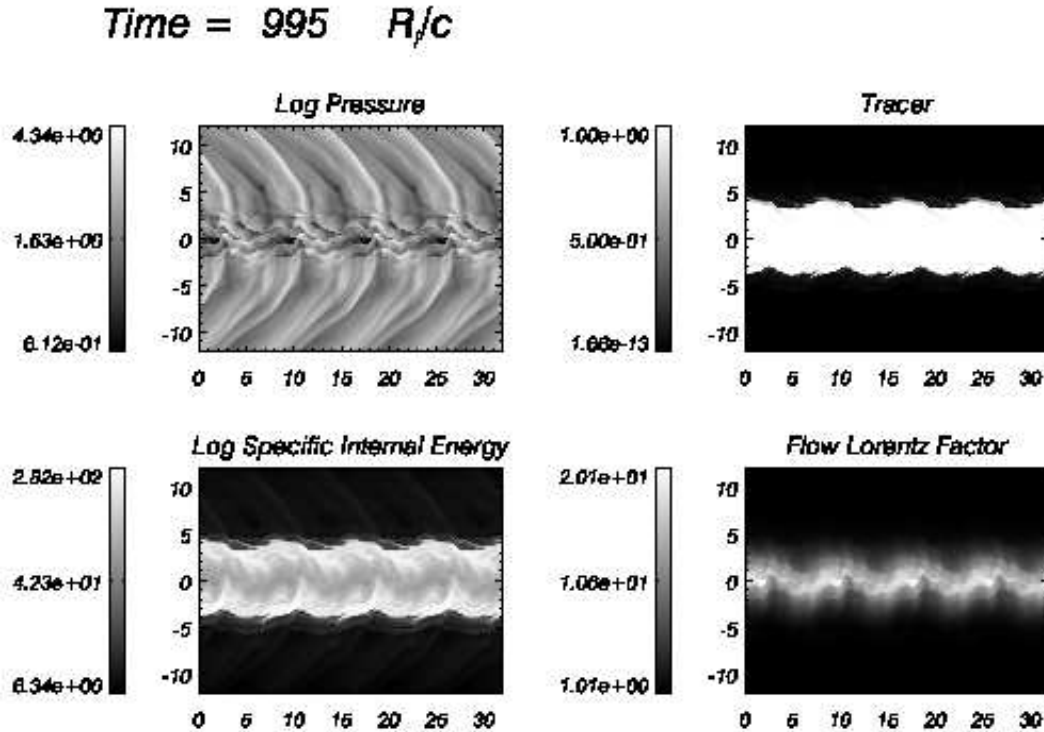 Time = 995 Rj/c
Log Pressure
Tracer
4.34e+00
1.63e+00
6.12e-01
10
5
0
-5
-10
0 5 10 15 20 25 30
1.00e+00
5.00e-01
1.66e-13
10
5
0
-5
-10
0 5 10 15 20 25 30
Log Specific Internal Energy
Flow Lorentz Factor
2.82e+02
4.23e+01
6.34e+00
10
5
0
-5
-10
0 5 10 15 20 25 30
2.01e+01
1.06e+01
1.01e+00
10
5
0
-5
-10
0 5 10 15 20 25 30